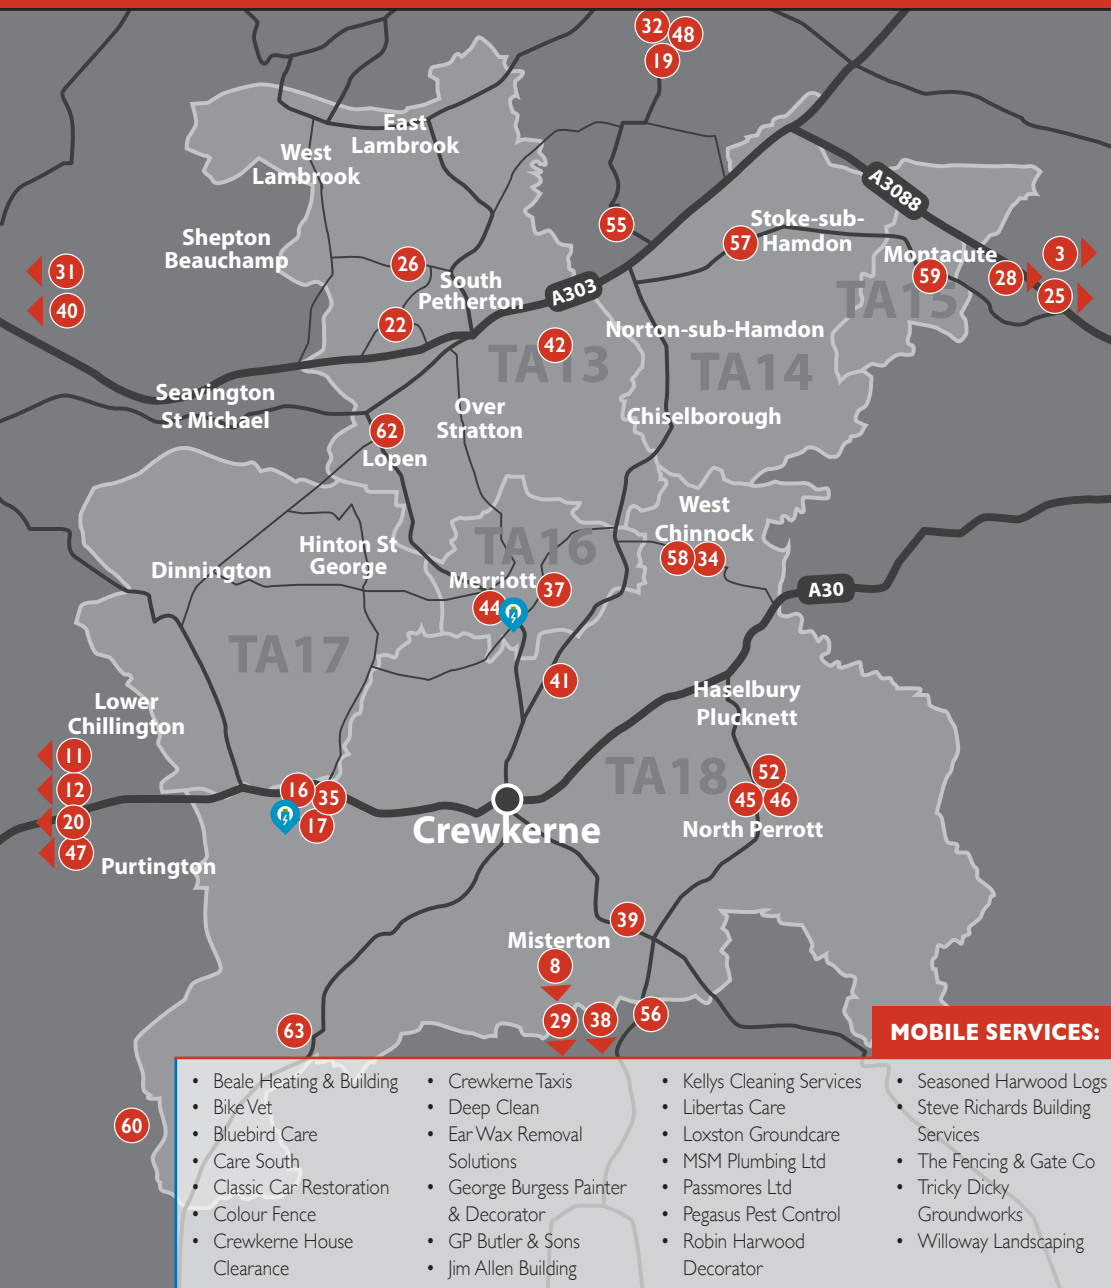 32
48
19
East
Lambrook
West
Lambrook
A3088
Stoke-sub-
Hamdon
55
57
Shepton
Beauchamp
Montacute
3
31
26
59
28
25
South
Petherton
A303
TA15
40
22
Norton-sub-Hamdon
42
TA13
TA14
Seavington
St Michael
Over
Stratton
Chiselborough
62
Lopen
West
Chinnock
TA16
Hinton St
George
58
34
Dinnington
Merriott
37
A30
44
TA17
41
Haselbury
Plucknett
Lower
Chillington
11
TA18
52
12
16
35
45
46
20
17
Crewkerne
North Perrott
47
Purtington
39
Misterton
8
29
38
56
63
60
MOBILE SERVICES:
• Beale Heating & Building
• Bike Vet
• Bluebird Care
• Care South
• Classic Car Restoration
• Colour Fence
• Crewkerne House
Clearance
• Crewkerne Taxis
• Deep Clean
• Ear Wax Removal
Solutions
• George Burgess Painter
& Decorator
• GP Butler & Sons
• Jim Allen Building
• Kellys Cleaning Services
• Libertas Care
• Loxston Groundcare
• MSM Plumbing Ltd
• Passmores Ltd
• Pegasus Pest Control
• Robin Harwood
Decorator
• Seasoned Harwood Logs
• Steve Richards Building
Services
• The Fencing & Gate Co
• Tricky Dicky
Groundworks
• Willoway Landscaping